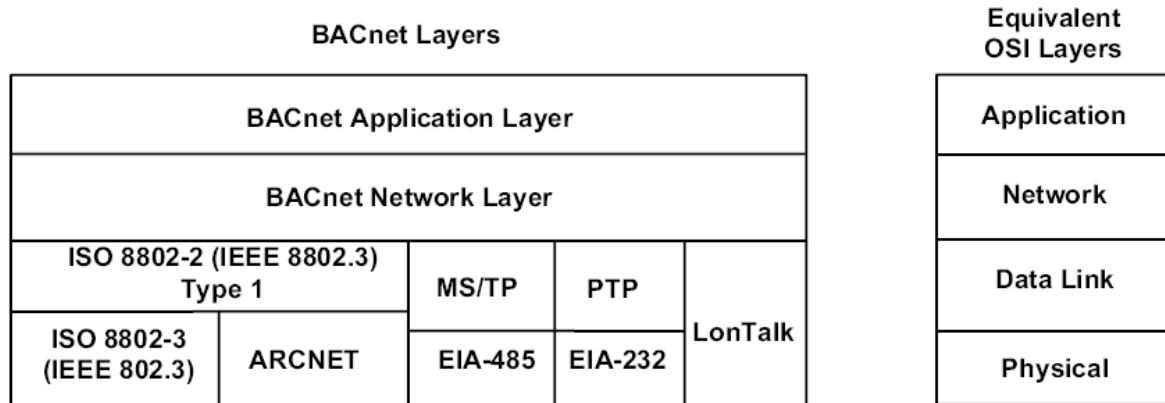 BACnet Layers
Equivalent
OSI Layers
BACnet Application Layer
Application
BACnet Network Layer
Network
ISO 8802-2 (IEEE 8802.3)
Type 1
MS/TP
PTP
LonTalk
Data Link
ISO 8802-3
(IEEE 802.3)
ARCNET
EIA-485
EIA-232
Physical